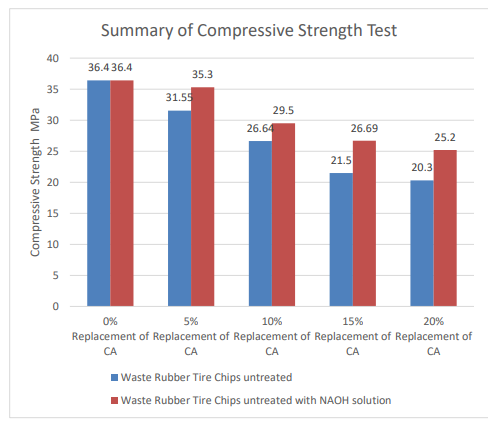 Summary of Compressive Strength Test
Compressive Strength MPa
40
35
30
25
20
15
10
5
0
36.4 36.4
31.55
35.3
26.64
29.5
21.5
26.69
20.3
25.2
0% 5% 10% 15% 20%
Replacement of Replacement of Replacement of Replacement of Replacement of
CA CA CA CA CA
Waste Rubber Tire Chips untreated
Waste Rubber Tire Chips untreated with NAOH solution